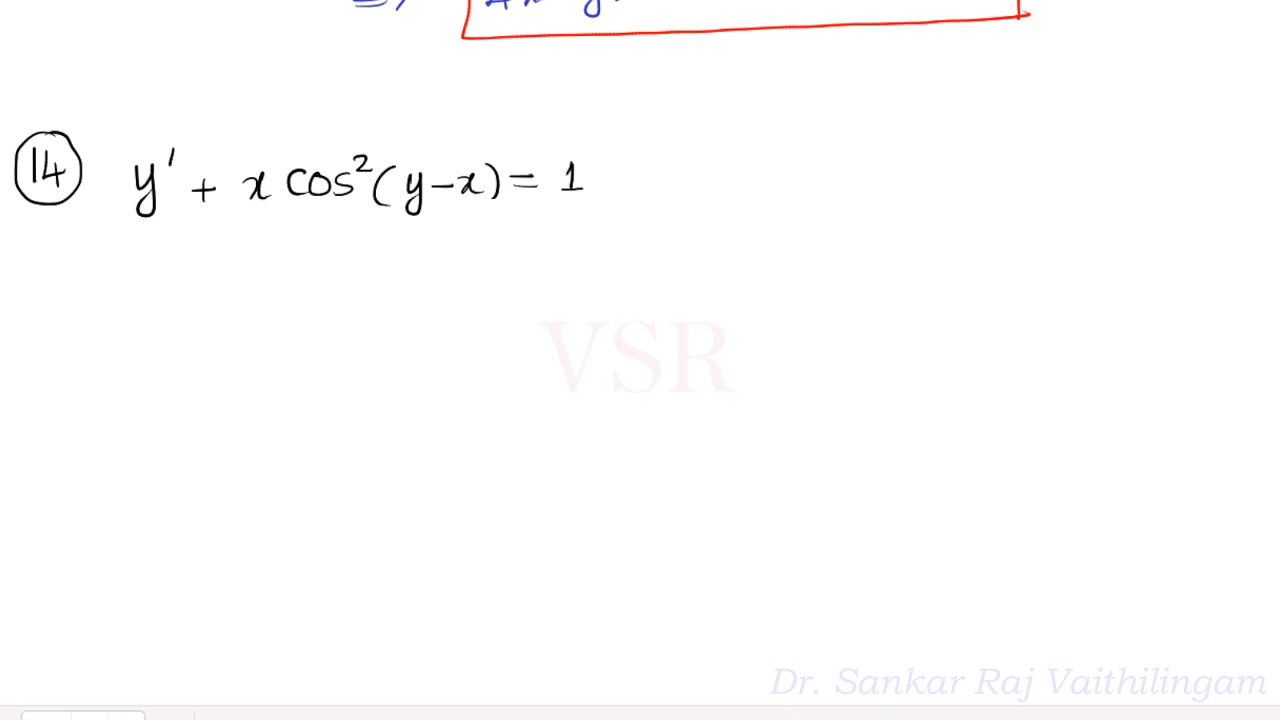 14 y' + x cos²(y-x) = 1
VSR
Dr. Sankar Raj Vaithilingam